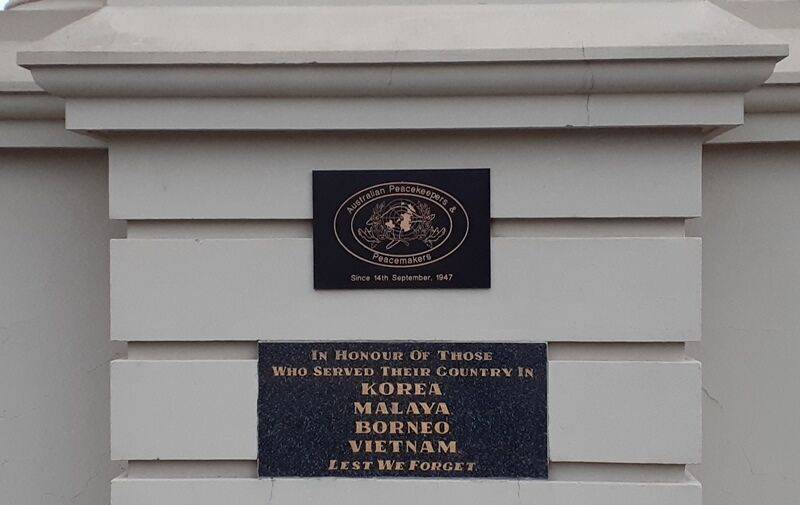 Australian Peacekeepers &
Peacemakers
Since 14th September, 1947
IN HONOUR OF THOSE
WHO SERVED THEIR COUNTRY IN
KOREA
MALAYA
BORNEO
VIETNAM
LEST WE FORGET